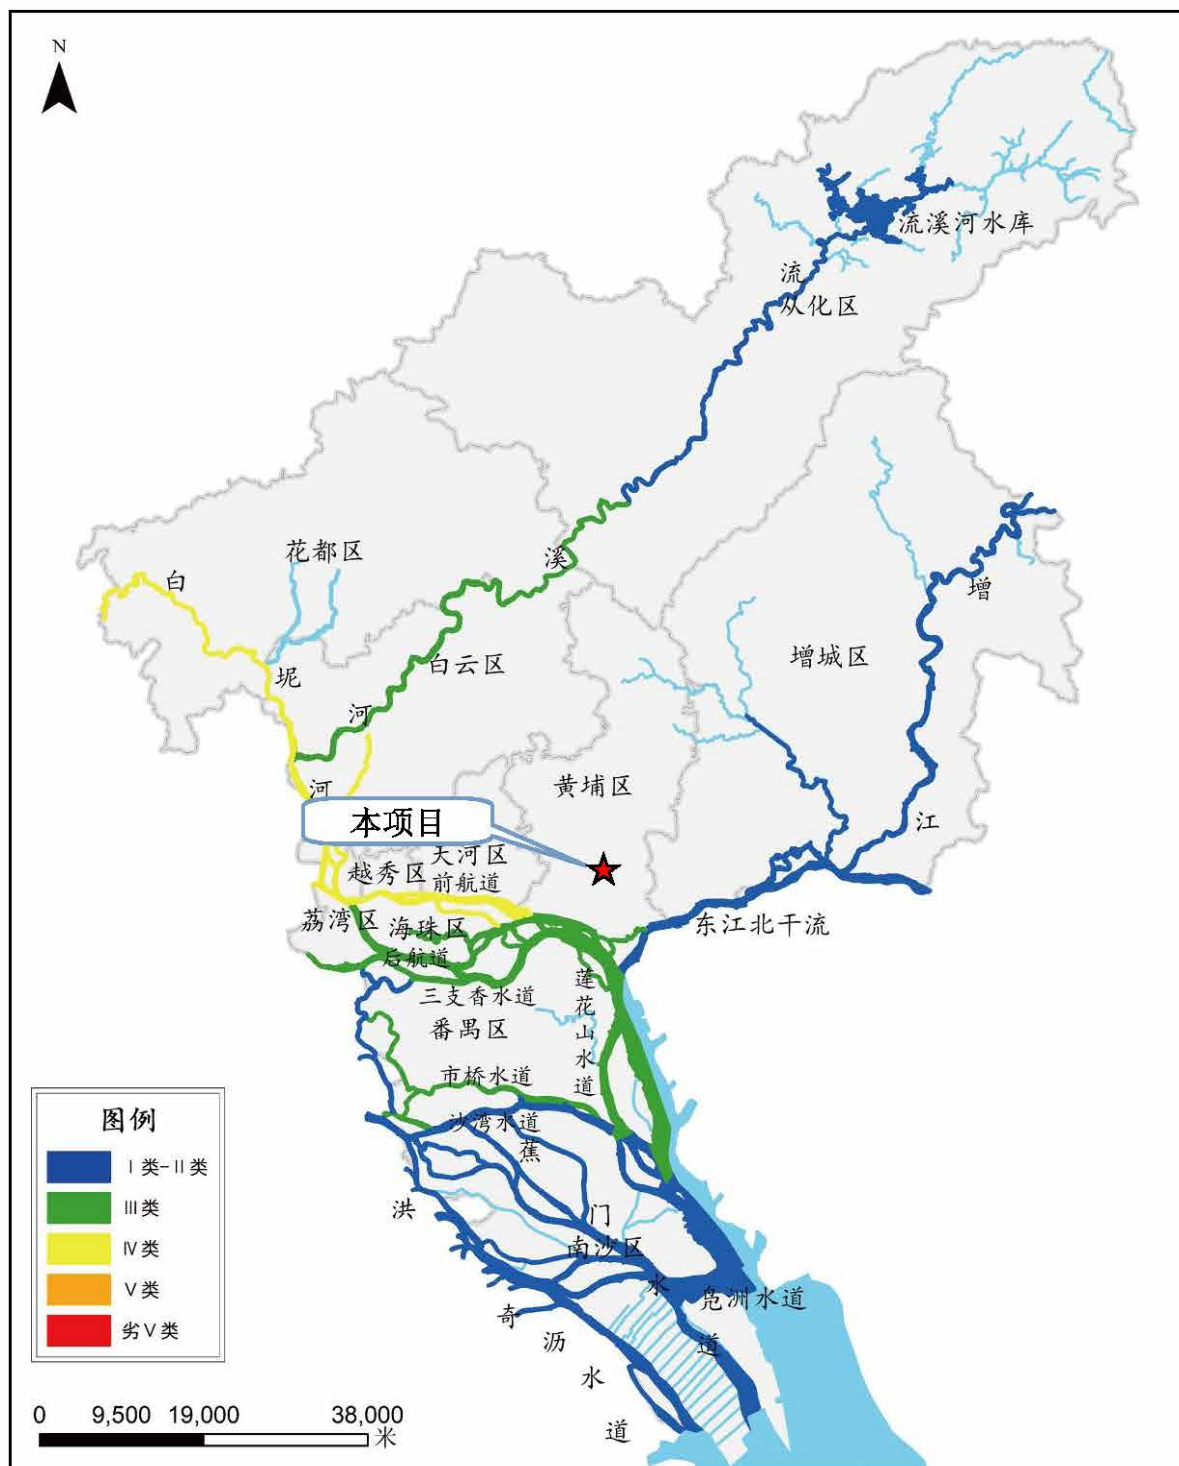 N
流溪河水库
流
从化区
花都区
溪
白
增
坭
白云区
增城区
河
黄埔区
河
江
本项目
天河区
越秀区
前航道
荔湾区
海珠区
东江北干流
后航道
莲花山水道
三支香水道
番禺区
市桥水道
沙湾水道
蕉
洪
门
南沙区
水
凫洲水道
奇
道
沥
水
道
图例
Ⅰ类-Ⅱ类
Ⅲ类
Ⅳ类
Ⅴ类
劣Ⅴ类
0 9,500 19,000 38,000
米